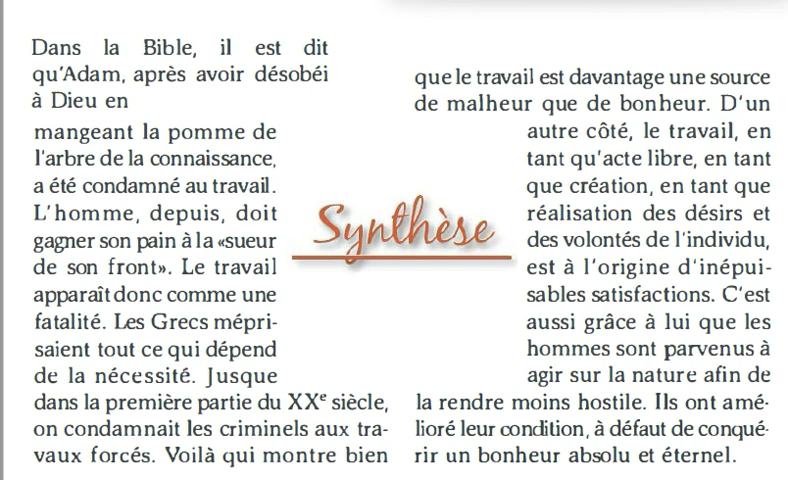 Dans la Bible, il est dit
qu'Adam, après avoir désobéi
à Dieu en
mangeant la pomme de
l'arbre de la connaissance,
a été condamné au travail.
L'homme, depuis, doit
gagner son pain à la «sueur
de son front». Le travail
apparaît donc comme une
fatalité. Les Grecs mépri-
saient tout ce qui dépend
de la nécessité. Jusque
dans la première partie du XXe siècle,
on condamnait les criminels aux tra-
vaux forcés. Voilà qui montre bien
Synthèse
que le travail est davantage une source
de malheur que de bonheur. D'un
autre côté, le travail, en
tant qu'acte libre, en tant
que création, en tant que
réalisation des désirs et
des volontés de l'individu,
est à l'origine d'inépui-
sables satisfactions. C'est
aussi grâce à lui que les
hommes sont parvenus à
agir sur la nature afin de
la rendre moins hostile. Ils ont amé-
lioré leur condition, à défaut de conqué-
rir un bonheur absolu et éternel.